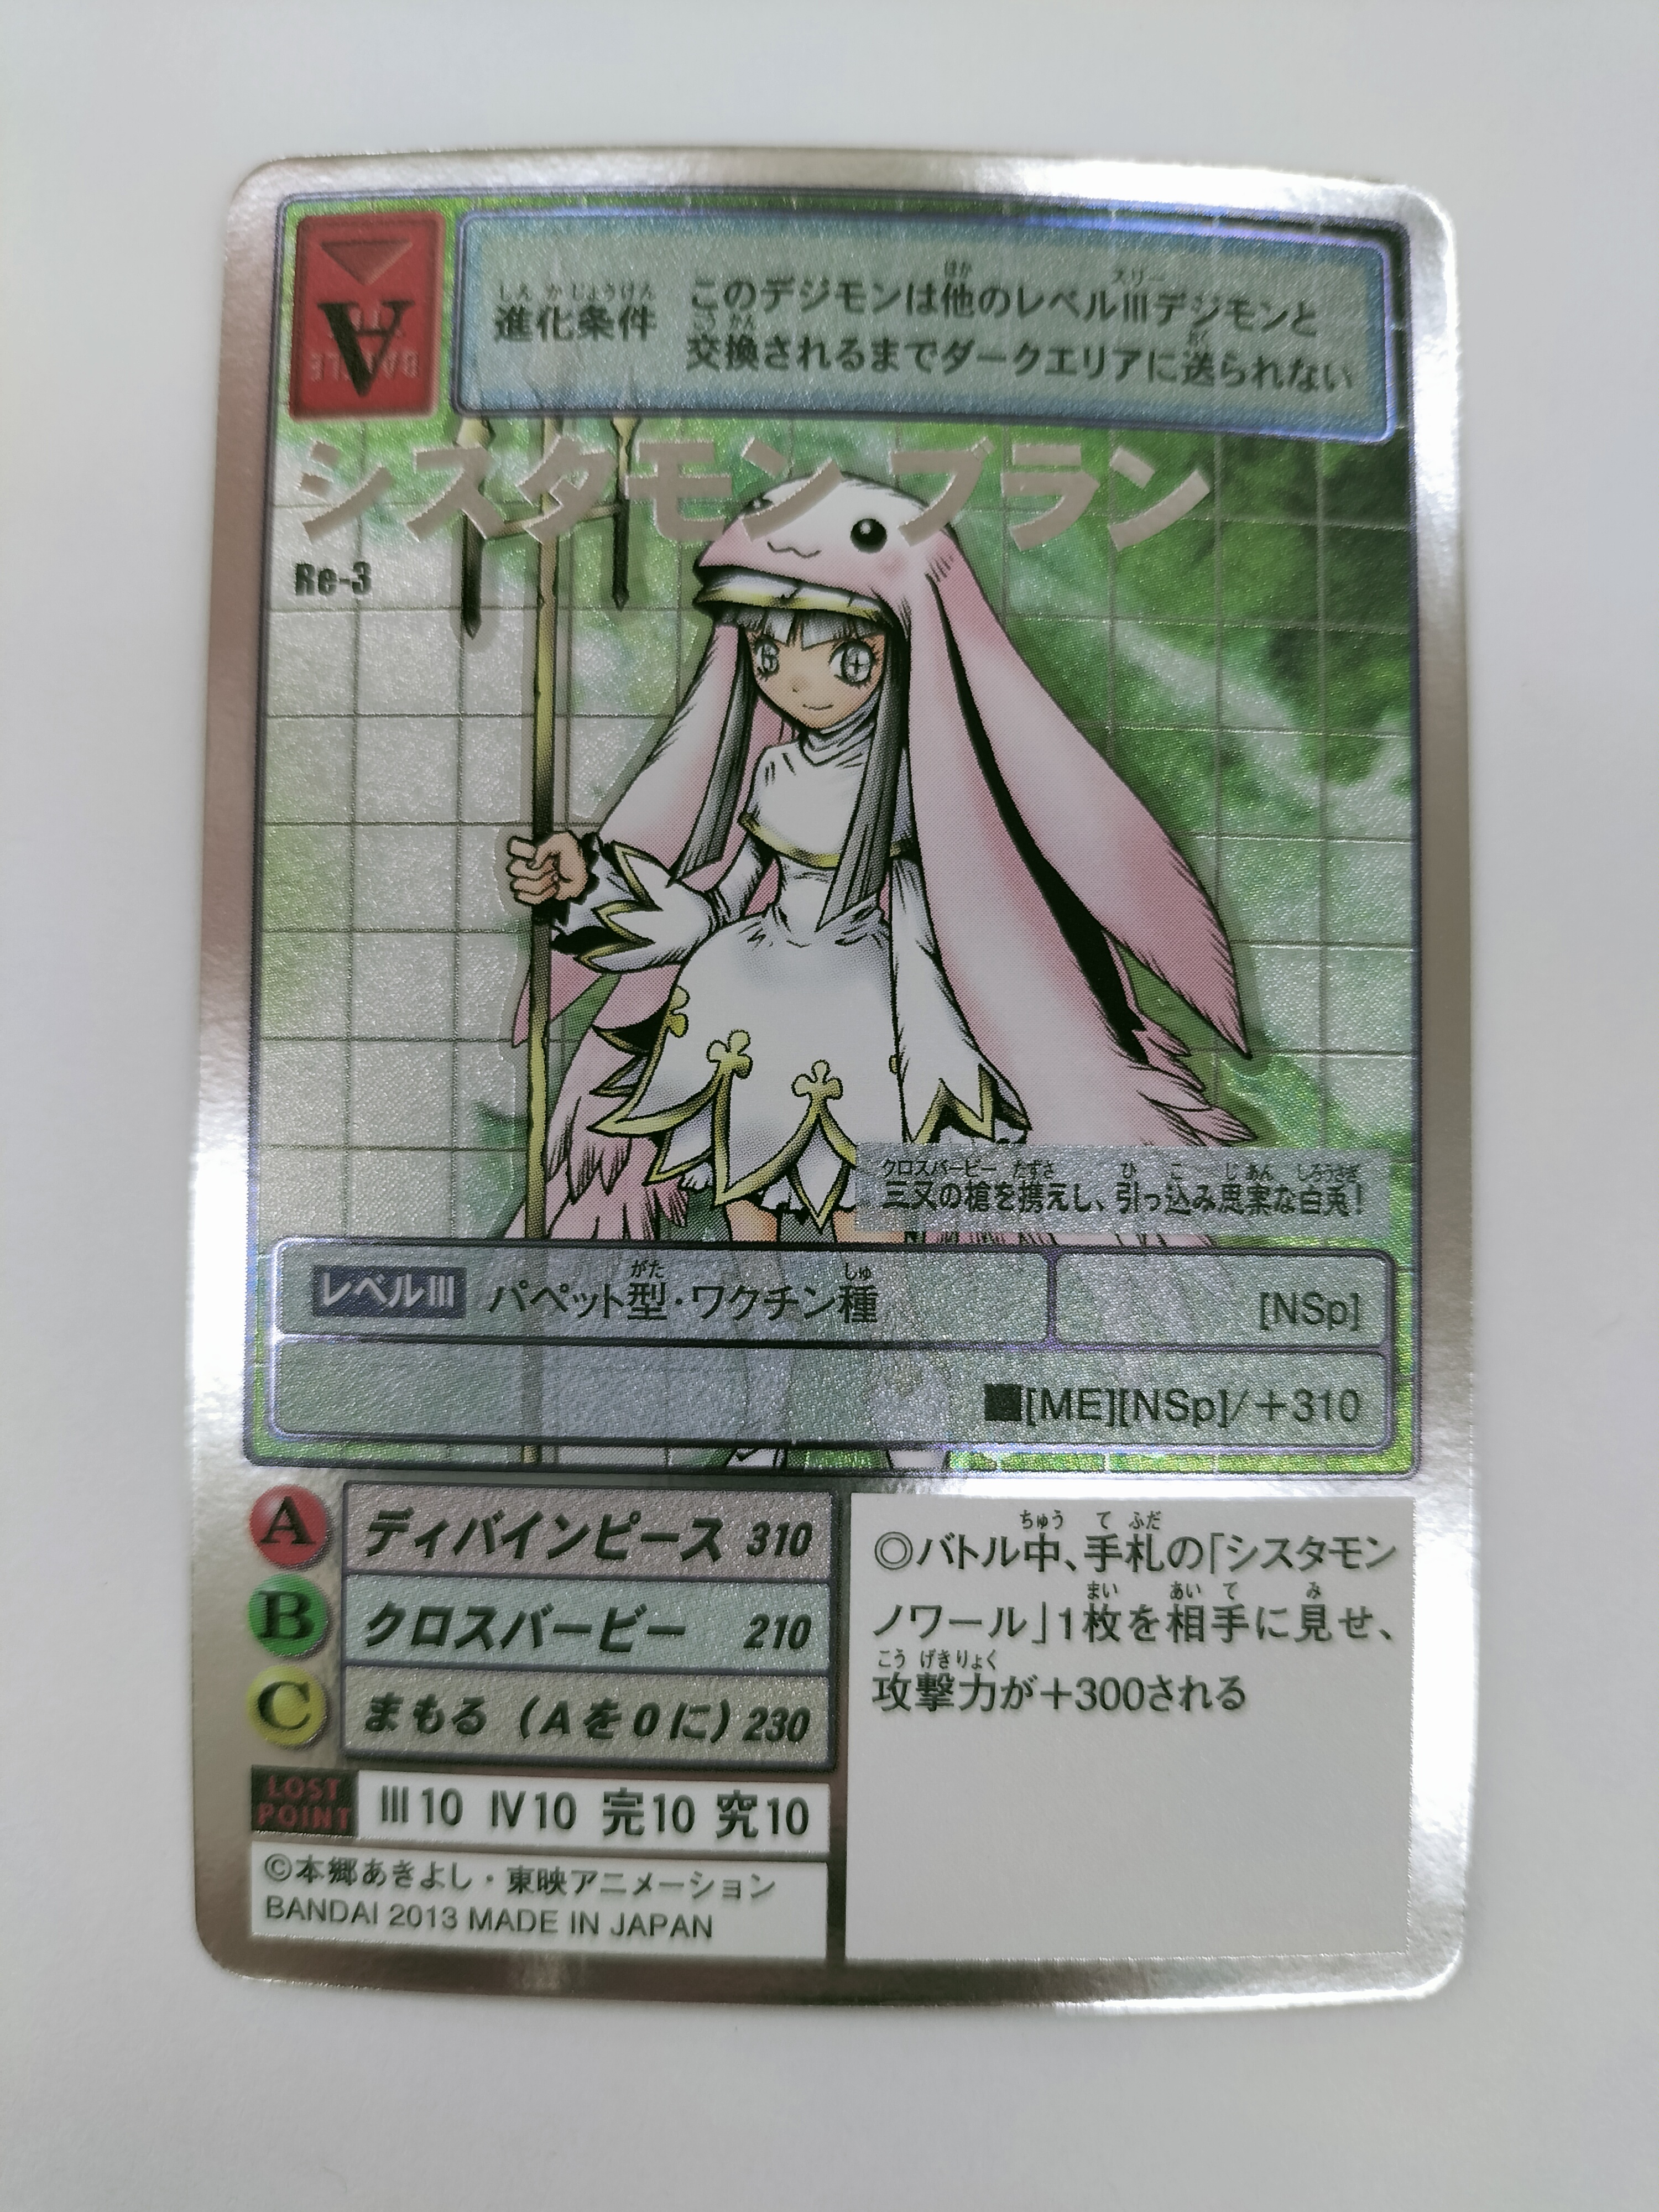 A
BATTLE
進化条件 このデジモンは他のレベルⅢデジモンと
交換されるまでダークエリアに送られない
シスタモン ブラン
Re-3
三叉の槍を携えし、引っ込み思案な白兎!
レベルⅢ パペット型・ワクチン種 [NSp]
■[ME][NSp]/+310
A ディバインピース 310
B クロスバービー 210
C まもる (Aを0に) 230
LOST POINT Ⅲ10 Ⅳ10 完10 究10
©本郷あきよし・東映アニメーション
BANDAI 2013 MADE IN JAPAN
◎バトル中、手札の「シスタモン
ノワール」1枚を相手に見せ、
攻撃力が+300される